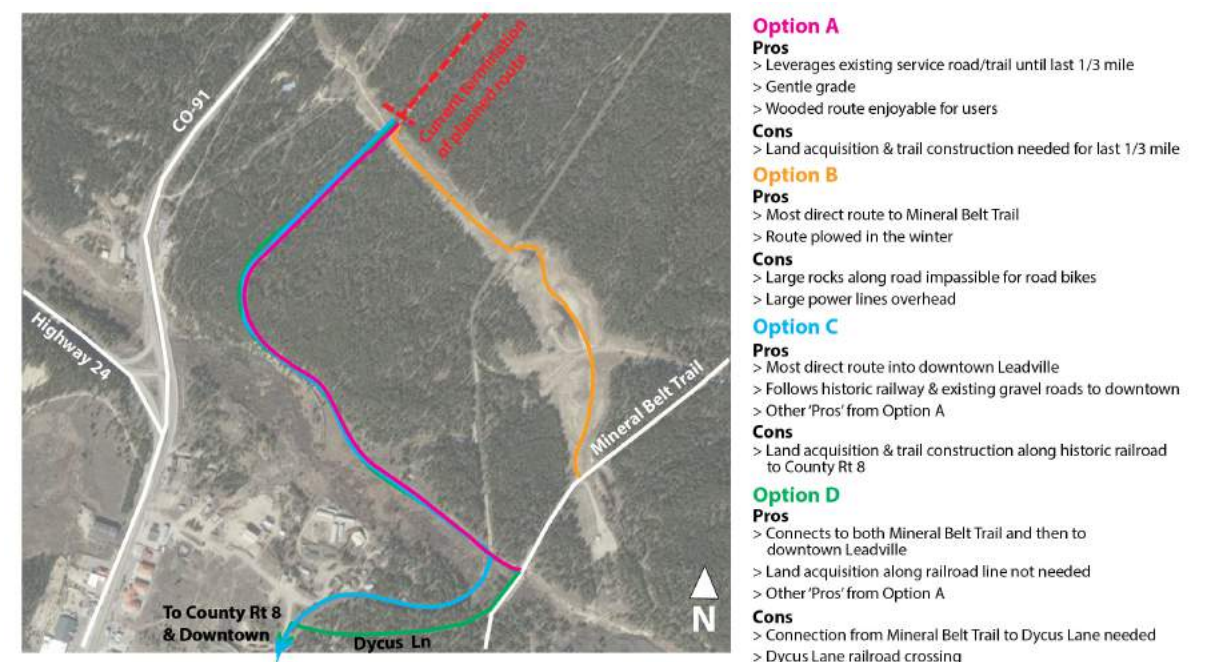 CO-91
Current termination
of planned route
Highway 24
Mineral Belt Trail
To County Rt 8
& Downtown
Dycus Ln
N
Option A
Pros
> Leverages existing service road/trail until last 1/3 mile
> Gentle grade
> Wooded route enjoyable for users
Cons
> Land acquisition & trail construction needed for last 1/3 mile
Option B
Pros
> Most direct route to Mineral Belt Trail
> Route plowed in the winter
Cons
> Large rocks along road impassible for road bikes
> Large power lines overhead
Option C
Pros
> Most direct route into downtown Leadville
> Follows historic railway & existing gravel roads to downtown
> Other 'Pros' from Option A
Cons
> Land acquisition & trail construction along historic railroad
to County Rt 8
Option D
Pros
> Connects to both Mineral Belt Trail and then to
downtown Leadville
> Land acquisition along railroad line not needed
> Other 'Pros' from Option A
Cons
> Connection from Mineral Belt Trail to Dycus Lane needed
> Dycus Lane railroad crossing